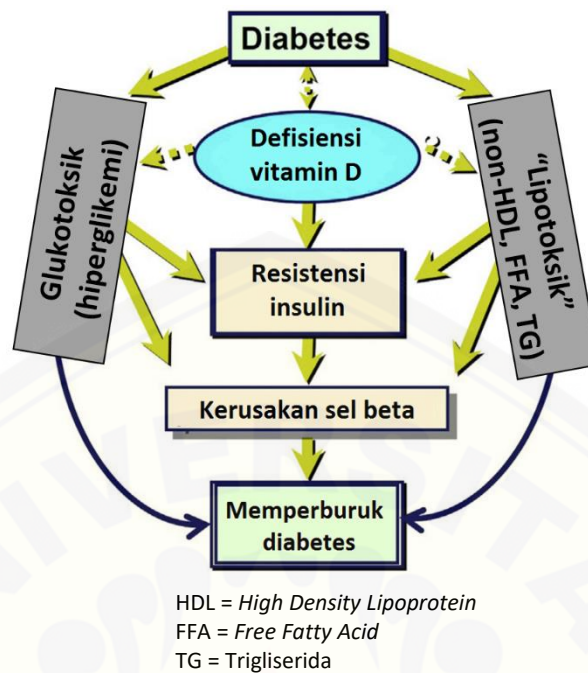 Diabetes
Defisiensi
vitamin D
Glukotoksik
(hiperglikemi)
“Lipotoksik”
(non-HDL, FFA, TG)
Resistensi
insulin
Kerusakan sel beta
Memperburuk
diabetes
HDL = High Density Lipoprotein
FFA = Free Fatty Acid
TG = Trigliserida